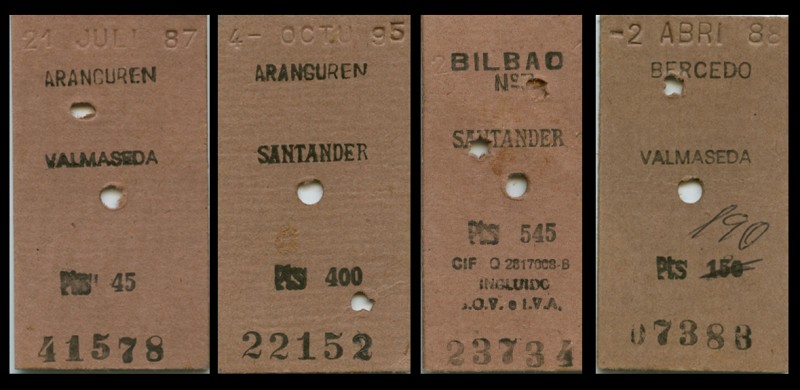 21 JULI 87
ARANGUREN
VALMASEDA
Pts 45
41578
4- OCTU 95
ARANGUREN
SANTANDER
Pts 400
22152
BILBAO
SANTANDER
Pts 545
CIF Q 2817008-B
INCLUIDO
S.O.V. e I.V.A.
23734
-2 ABRI 88
BERCEDO
VALMASEDA
190
Pts 150
07383